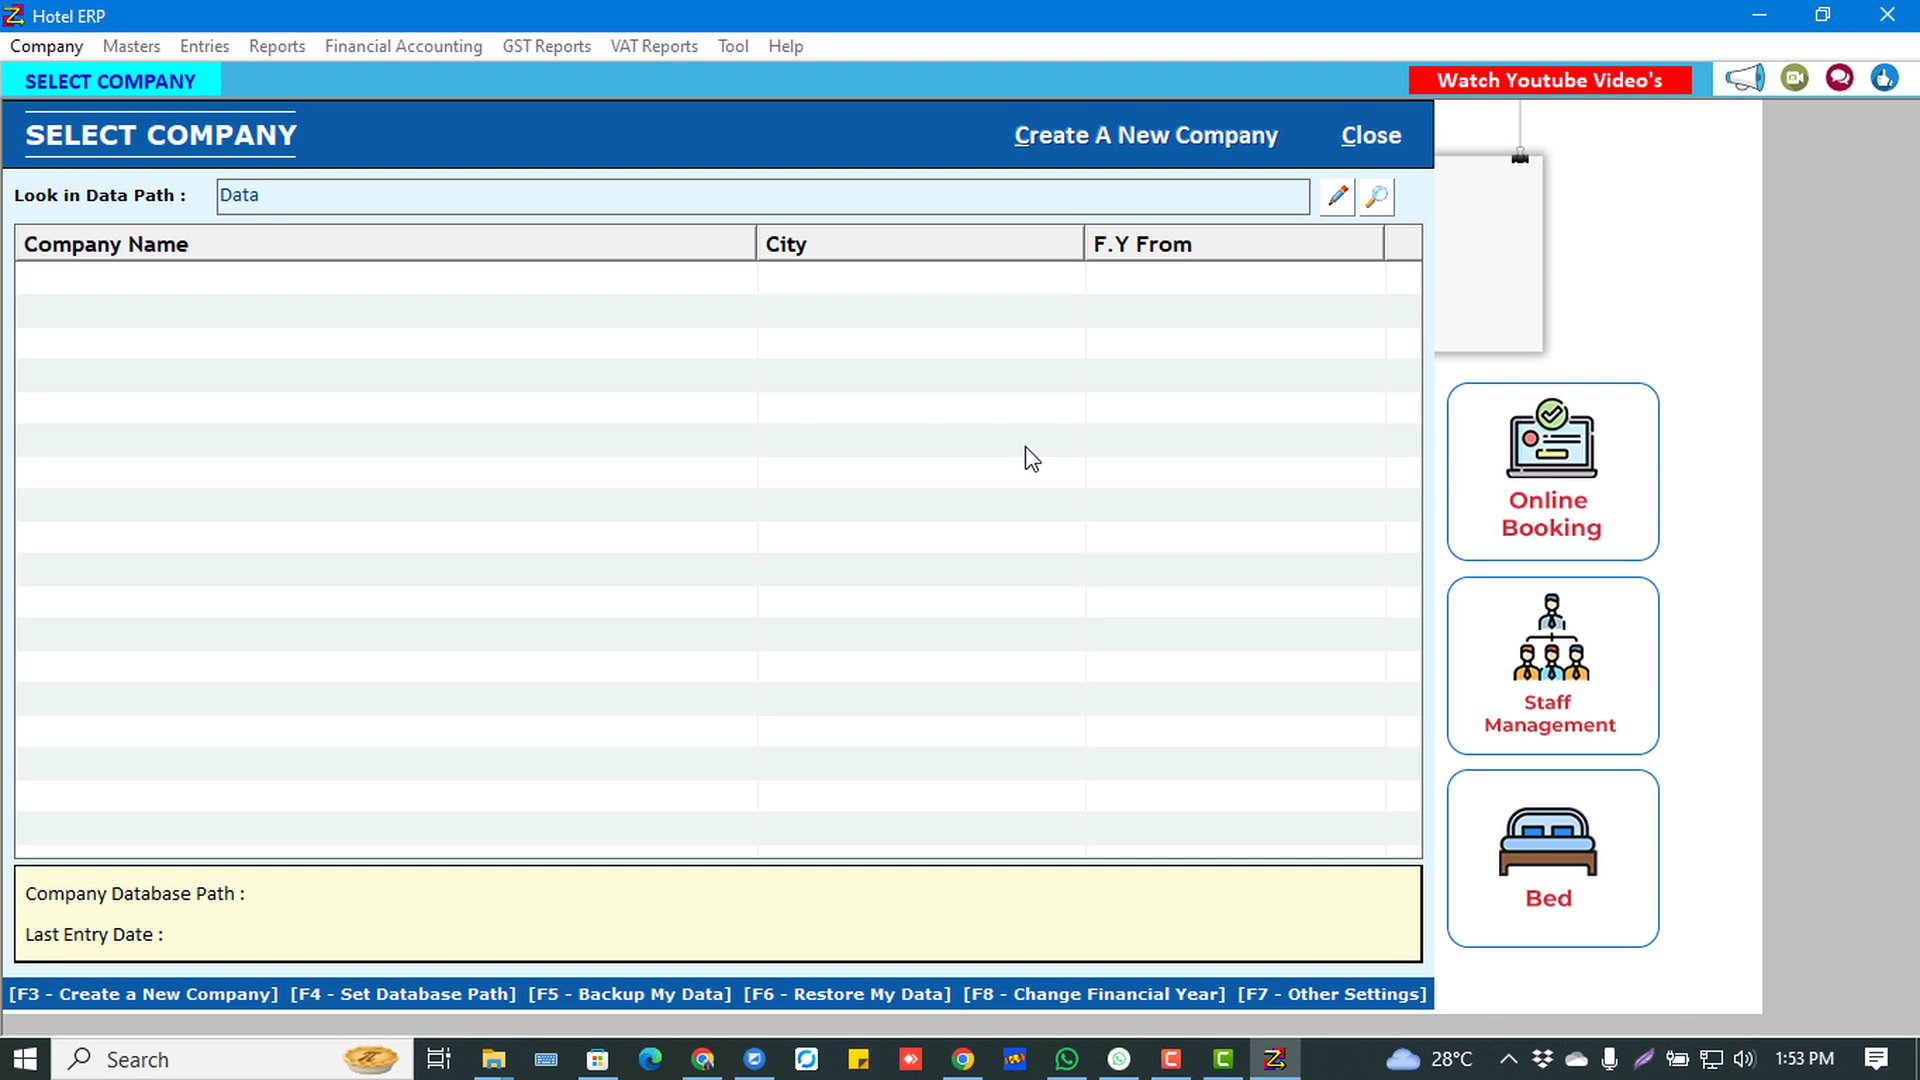 Hotel ERP
Company Masters Entries Reports Financial Accounting GST Reports VAT Reports Tool Help
SELECT COMPANY
Watch Youtube Video's
SELECT COMPANY
Create A New Company
Close
Look in Data Path :
Data
Company Name
City
F.Y From
Online
Booking
Staff
Management
Bed
Company Database Path :
Last Entry Date :
[F3 - Create a New Company] [F4 - Set Database Path] [F5 - Backup My Data] [F6 - Restore My Data] [F8 - Change Financial Year] [F7 - Other Settings]
Search
28°C
1:53 PM